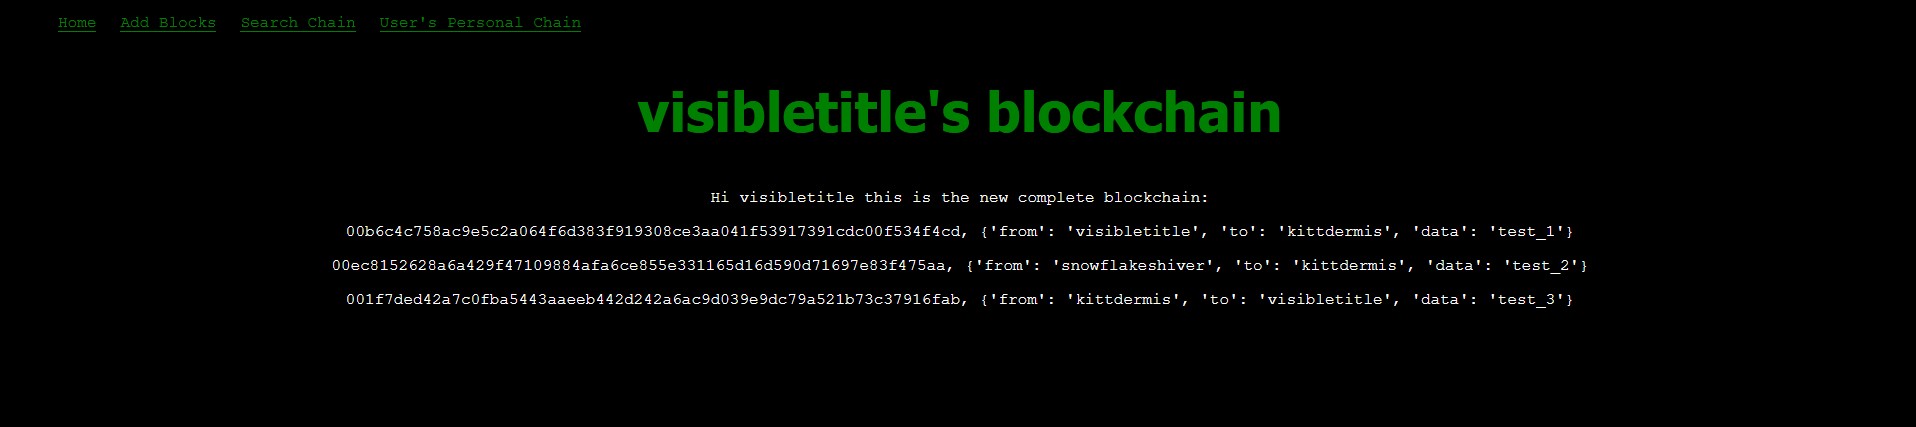 Home Add Blocks Search Chain User's Personal Chain
visibletitle's blockchain
Hi visibletitle this is the new complete blockchain:
00b6c4c758ac9e5c2a064f6d383f919308ce3aa041f53917391cdc00f534f4cd, {'from': 'visibletitle', 'to': 'kittdermis', 'data': 'test_1'}
00ec8152628a6a429f47109884afa6ce855e331165d16d590d71697e83f475aa, {'from': 'snowflakeshiver', 'to': 'kittdermis', 'data': 'test_2'}
001f7ded42a7c0fba5443aaeeb442d242a6ac9d039e9dc79a521b73c37916fab, {'from': 'kittdermis', 'to': 'visibletitle', 'data': 'test_3'}